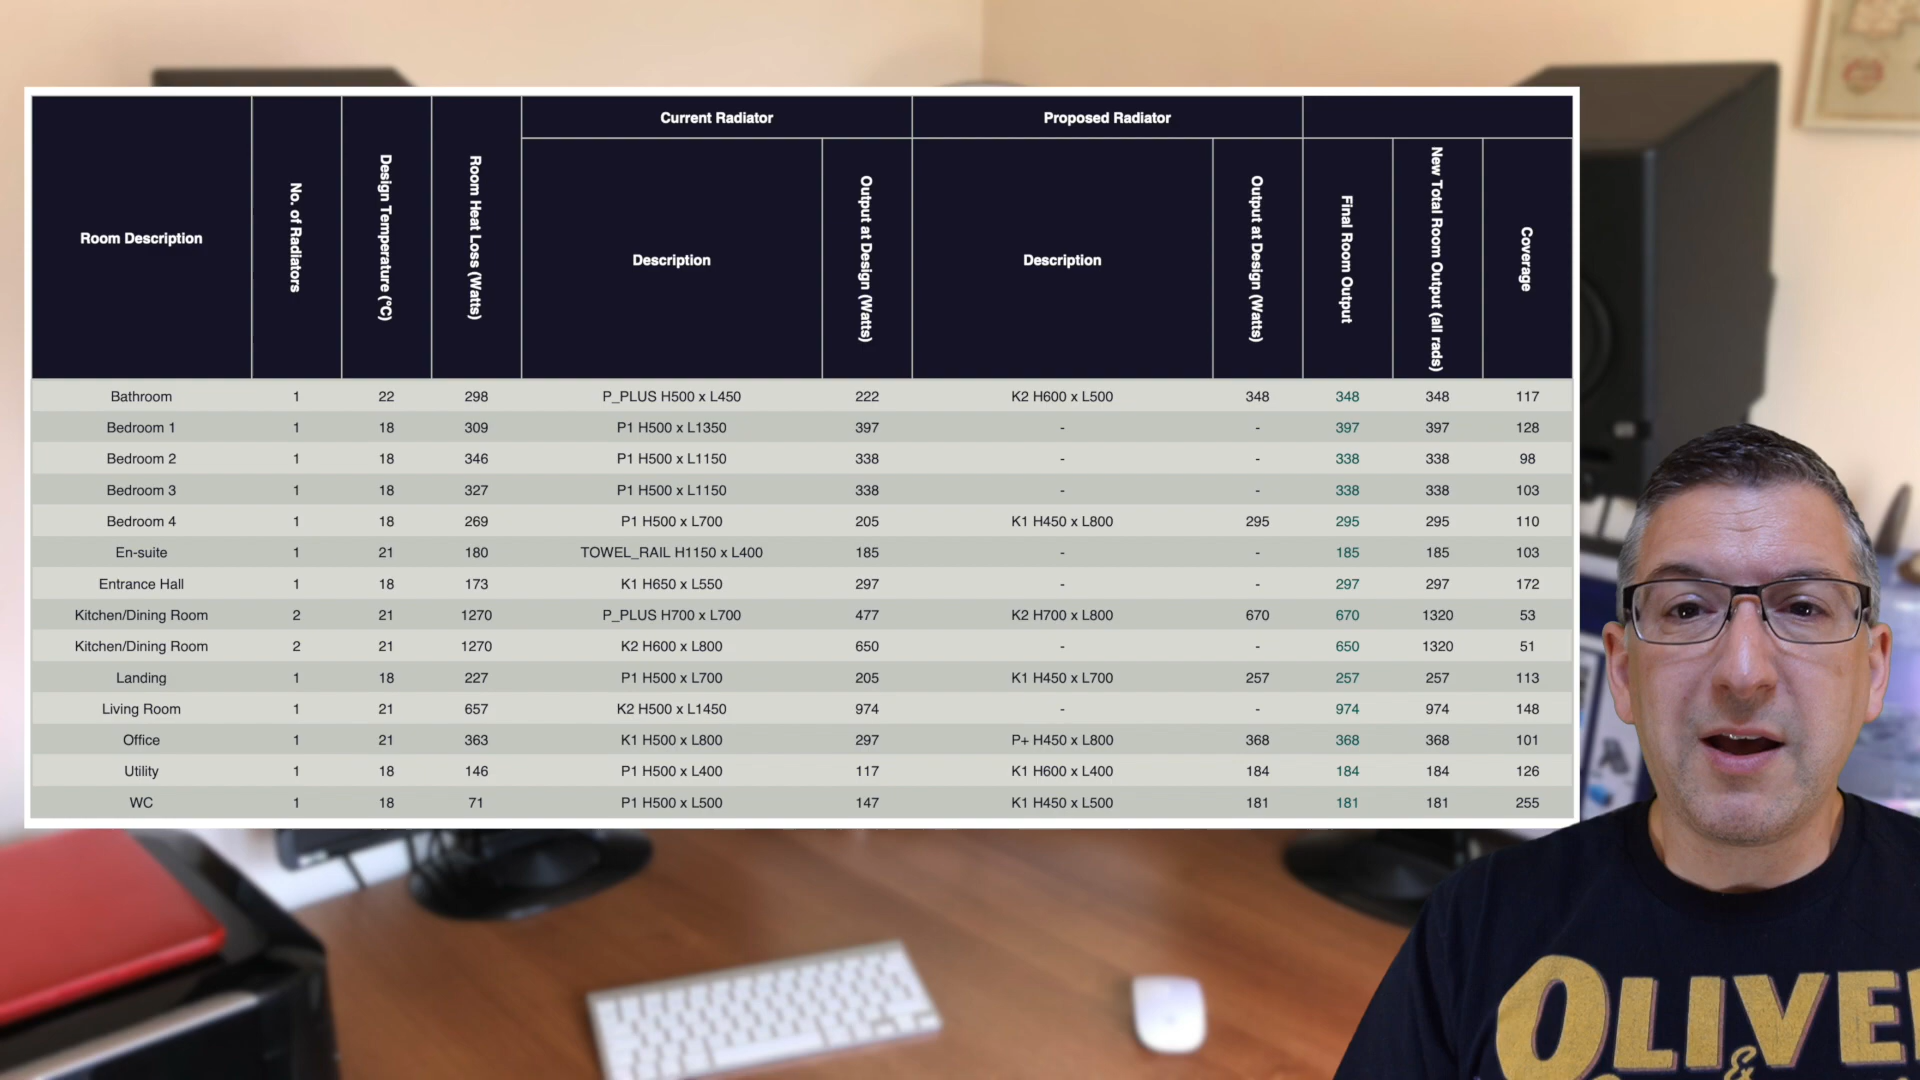 Current Radiator Proposed Radiator
Room Description No. of Radiators Design Temperature (°C) Room Heat Loss (Watts) Description Output at Design (Watts) Description Output at Design (Watts) Final Room Output New Total Room Output (all rads) Coverage
Bathroom 1 22 298 P_PLUS H500 x L450 222 K2 H600 x L500 348 348 348 117
Bedroom 1 1 18 309 P1 H500 x L1350 397 - - 397 397 128
Bedroom 2 1 18 346 P1 H500 x L1150 338 - - 338 338 98
Bedroom 3 1 18 327 P1 H500 x L1150 338 - - 338 338 103
Bedroom 4 1 18 269 P1 H500 x L700 205 K1 H450 x L800 295 295 295 110
En-suite 1 21 180 TOWEL_RAIL H1150 x L400 185 - - 185 185 103
Entrance Hall 1 18 173 K1 H650 x L550 297 - - 297 297 172
Kitchen/Dining Room 2 21 1270 P_PLUS H700 x L700 477 K2 H700 x L800 670 670 1320 53
Kitchen/Dining Room 2 21 1270 K2 H600 x L800 650 - - 650 1320 51
Landing 1 18 227 P1 H500 x L700 205 K1 H450 x L700 257 257 257 113
Living Room 1 21 657 K2 H500 x L1450 974 - - 974 974 148
Office 1 21 363 K1 H500 x L800 297 P+ H450 x L800 368 368 368 101
Utility 1 18 146 P1 H500 x L400 117 K1 H600 x L400 184 184 184 126
WC 1 18 71 P1 H500 x L500 147 K1 H450 x L500 181 181 181 255
OLIVE
&